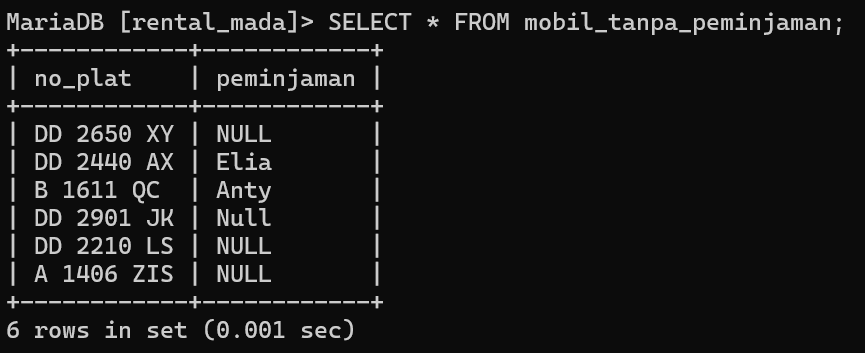 MariaDB [rental_mada]> SELECT * FROM mobil_tanpa_peminjaman;
+------------+------------+
| no_plat    | peminjaman |
+------------+------------+
| DD 2650 XY | NULL       |
| DD 2440 AX | Elia       |
| B 1611 QC  | Anty       |
| DD 2901 JK | Null       |
| DD 2210 LS | NULL       |
| A 1406 ZIS | NULL       |
+------------+------------+
6 rows in set (0.001 sec)